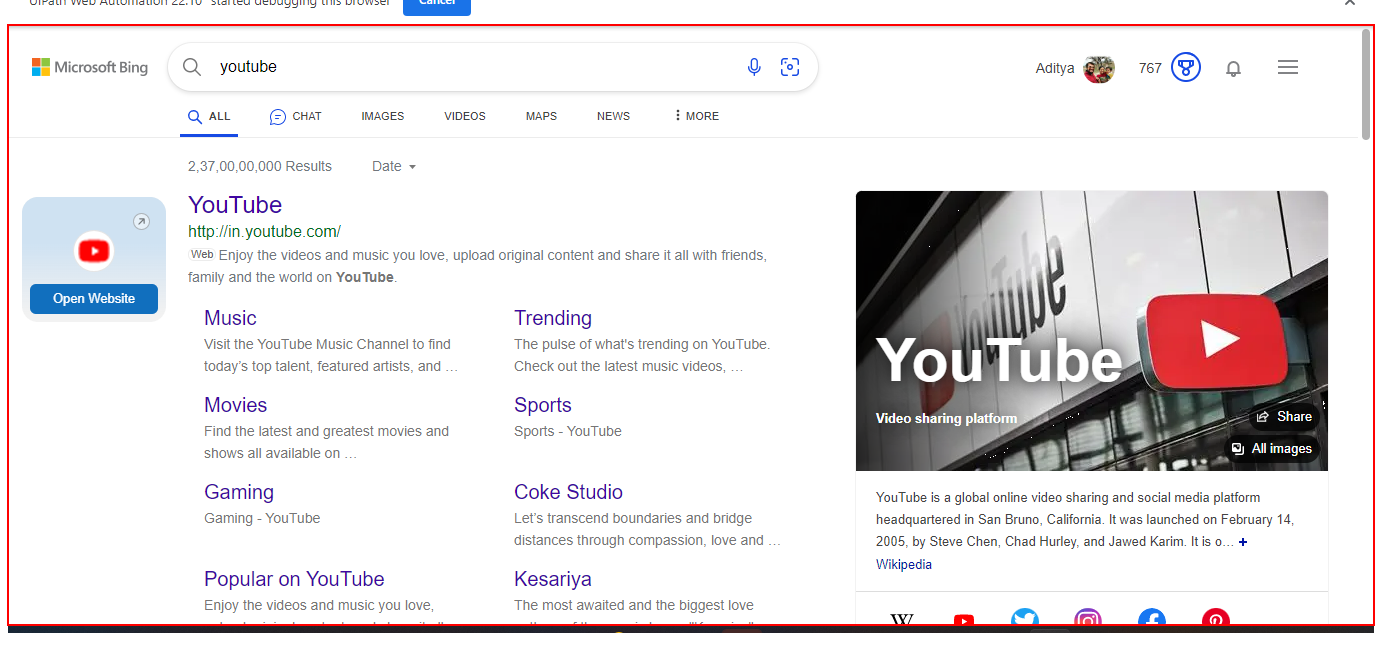 UiPath Web Automation 22.10" started debugging this browser
Cancel
Microsoft Bing
youtube
Aditya
767
ALL
CHAT
IMAGES
VIDEOS
MAPS
NEWS
MORE
2,37,00,00,000 Results
Date
Open Website
YouTube
http://in.youtube.com/
Web Enjoy the videos and music you love, upload original content and share it all with friends,
family and the world on YouTube.
Music
Visit the YouTube Music Channel to find
today's top talent, featured artists, and …
Trending
The pulse of what's trending on YouTube.
Check out the latest music videos, …
Movies
Find the latest and greatest movies and
shows all available on …
Sports
Sports - YouTube
Gaming
Gaming - YouTube
Coke Studio
Let's transcend boundaries and bridge
distances through compassion, love and …
Popular on YouTube
Enjoy the videos and music you love,
Kesariya
The most awaited and the biggest love
YouTube
YouTube
Video sharing platform
Share
All images
YouTube is a global online video sharing and social media platform
headquartered in San Bruno, California. It was launched on February 14,
2005, by Steve Chen, Chad Hurley, and Jawed Karim. It is o… +
Wikipedia
W